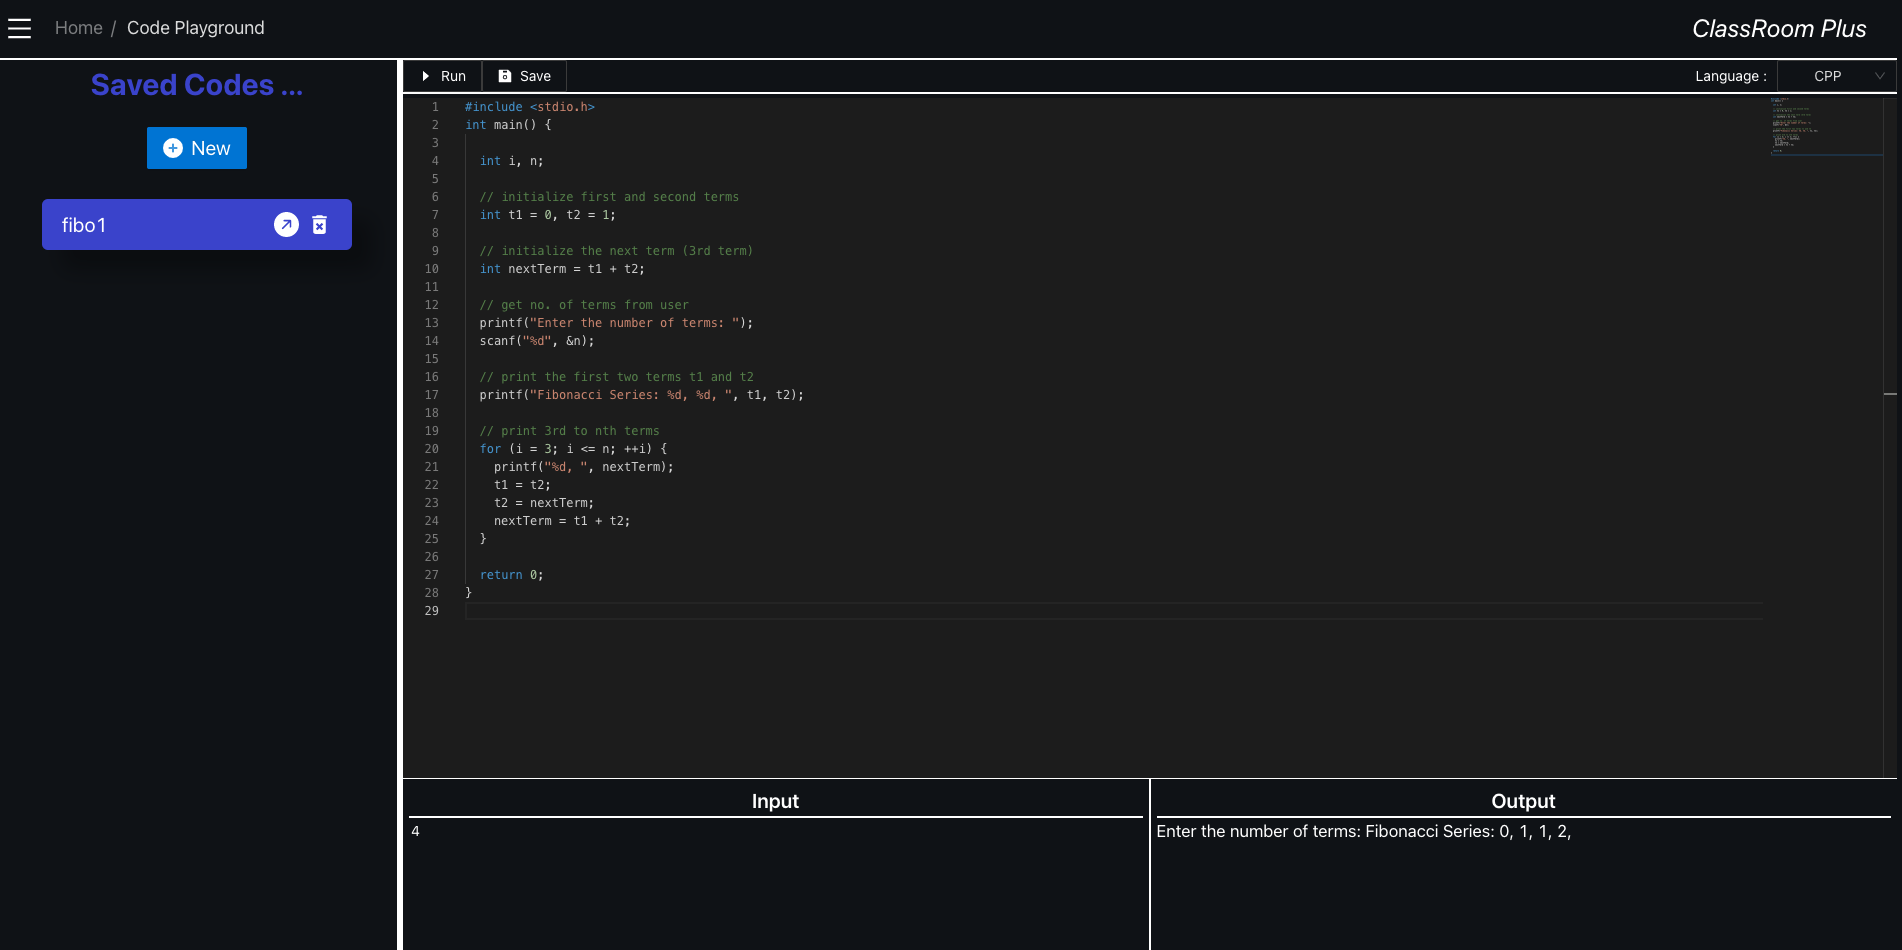 Home / Code Playground
ClassRoom Plus
Saved Codes ...
New
fibo1
Run
Save
Language :
CPP
1 #include <stdio.h>
2 int main() {
3
4   int i, n;
5
6   // initialize first and second terms
7   int t1 = 0, t2 = 1;
8
9   // initialize the next term (3rd term)
10   int nextTerm = t1 + t2;
11
12   // get no. of terms from user
13   printf("Enter the number of terms: ");
14   scanf("%d", &n);
15
16   // print the first two terms t1 and t2
17   printf("Fibonacci Series: %d, %d, ", t1, t2);
18
19   // print 3rd to nth terms
20   for (i = 3; i <= n; ++i) {
21     printf("%d, ", nextTerm);
22     t1 = t2;
23     t2 = nextTerm;
24     nextTerm = t1 + t2;
25   }
26
27   return 0;
28 }
29
Input
4
Output
Enter the number of terms: Fibonacci Series: 0, 1, 1, 2,